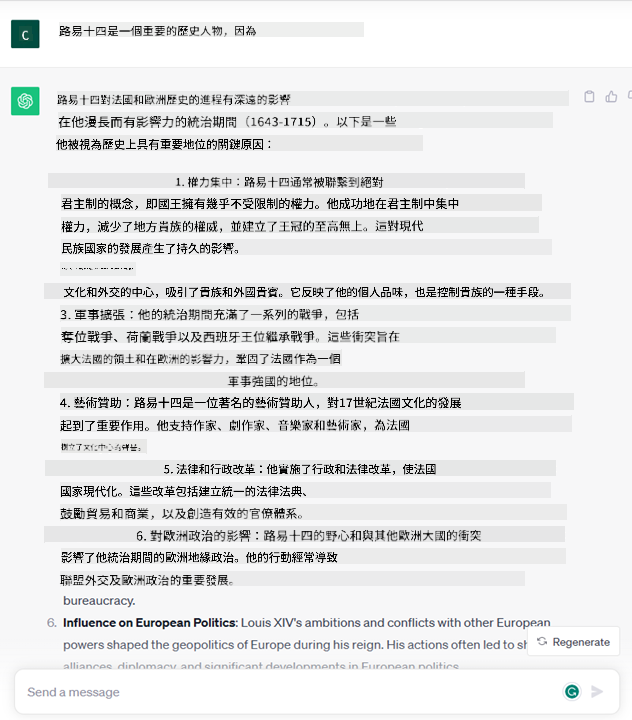 C
路易十四是一個重要的歷史人物，因為
路易十四對法國和歐洲歷史的進程有深遠的影響
在他漫長而有影響力的統治期間（1643-1715）。以下是一些
他被視為歷史上具有重要地位的關鍵原因：
1. 權力集中：路易十四通常被聯繫到絕對
君主制的概念，即國王擁有幾乎不受限制的權力。他成功地在君主制中集中
權力，減少了地方貴族的權威，並建立了王冠的至高無上。這對現代
民族國家的發展產生了持久的影響。
文化和外交的中心，吸引了貴族和外國貴賓。它反映了他的個人品味，也是控制貴族的一種手段。
3. 軍事擴張：他的統治期間充滿了一系列的戰爭，包括
奪位戰爭、荷蘭戰爭以及西班牙王位繼承戰爭。這些衝突旨在
擴大法國的領土和在歐洲的影響力，鞏固了法國作為一個
軍事強國的地位。
4. 藝術贊助：路易十四是一位著名的藝術贊助人，對17世紀法國文化的發展
起到了重要作用。他支持作家、劇作家、音樂家和藝術家，為法國
樹立了文化中心的聲譽。
5. 法律和行政改革：他實施了行政和法律改革，使法國
國家現代化。這些改革包括建立統一的法律法典、
鼓勵貿易和商業，以及創造有效的官僚體系。
6. 對歐洲政治的影響：路易十四的野心和與其他歐洲大國的衝突
影響了他統治期間的歐洲地緣政治。他的行動經常導致
聯盟外交及歐洲政治的重要發展。
bureaucracy.
6. Influence on European Politics: Louis XIV's ambitions and conflicts with other European
powers shaped the geopolitics of Europe during his reign. His actions often led to
Regenerate
alliances, diplomacy, and significant developments in European politics.
Send a message